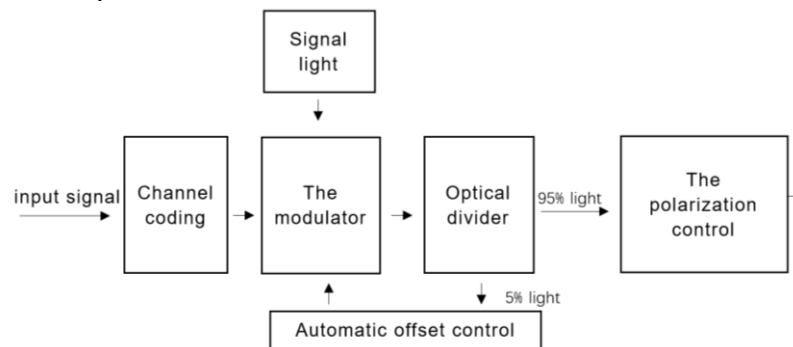 Signal
light
input signal
Channel
coding
The
modulator
Optical
divider
95% light
The
polarization
control
5% light
Automatic offset control